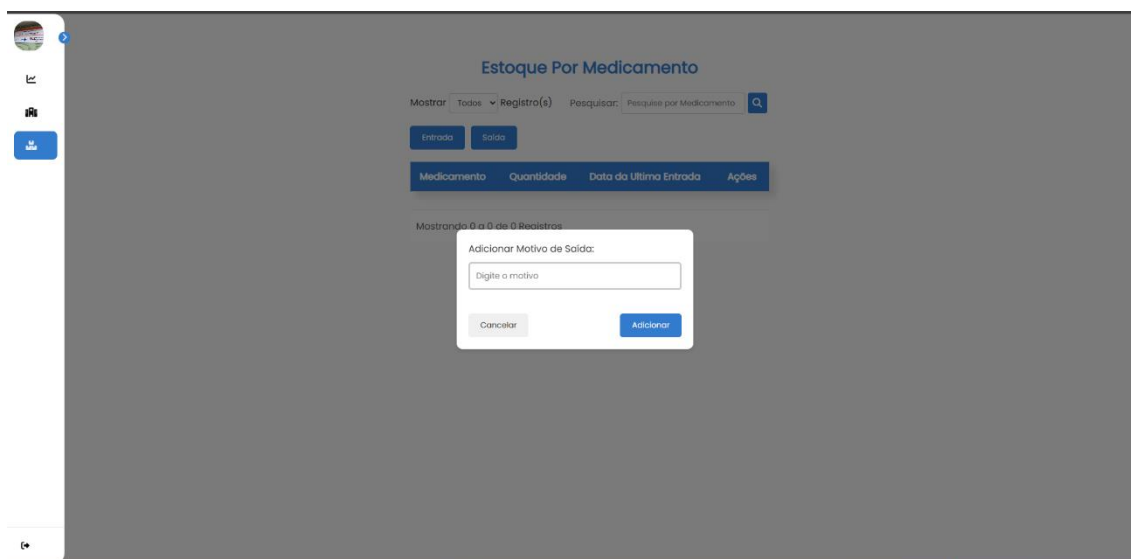 Estoque Por Medicamento
Mostrar Todos Registro(s) Pesquisar: Pesquise por Medicamento
Entrada Saída
Medicamento Quantidade Data da Ultima Entrada Ações
Mostrando 0 a 0 de 0 Registros
Adicionar Motivo de Saída:
Digite o motivo
Cancelar Adicionar